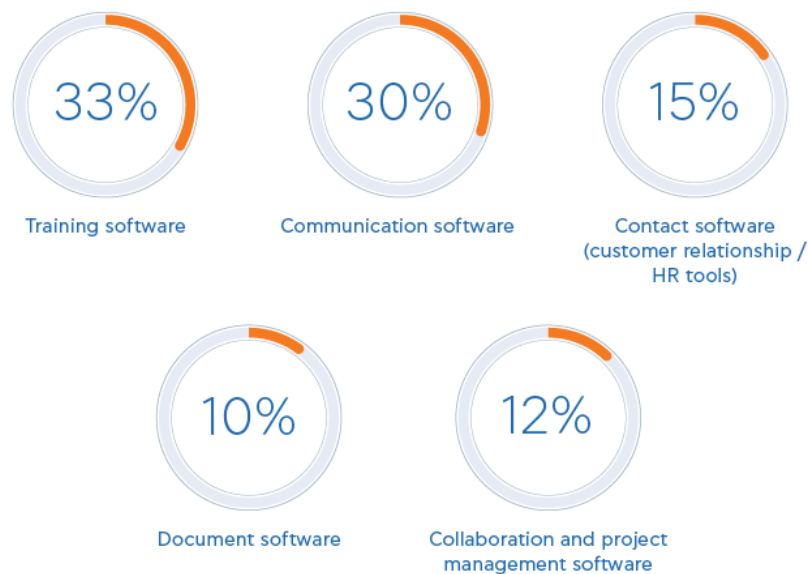 33%
30%
15%
Training software
Communication software
Contact software
(customer relationship /
HR tools)
10%
12%
Document software
Collaboration and project
management software